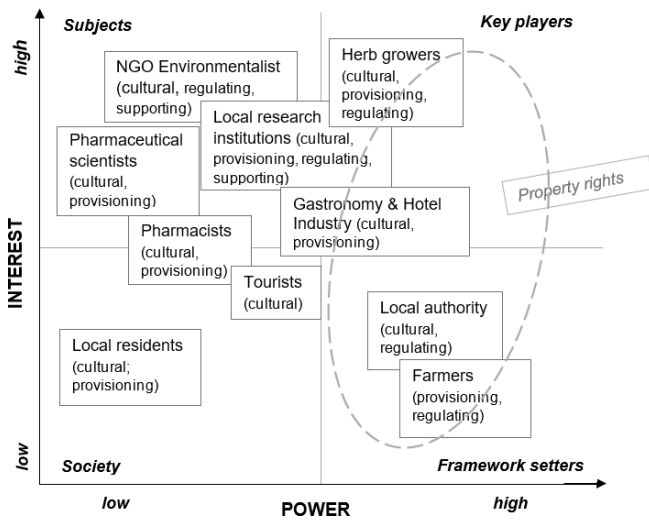 Subjects
Key players
high
NGO Environmentalist
(cultural, regulating,
supporting)
Herb growers
(cultural,
provisioning,
regulating)
Local research
institutions (cultural,
provisioning, regulating,
supporting)
Pharmaceutical
scientists
(cultural,
provisioning)
Property rights
Gastronomy & Hotel
Industry (cultural,
provisioning)
Pharmacists
(cultural,
provisioning)
INTEREST
Tourists
(cultural)
Local authority
(cultural,
regulating)
Local residents
(cultural;
provisioning)
Farmers
(provisioning,
regulating)
low
Society
Framework setters
low
POWER
high